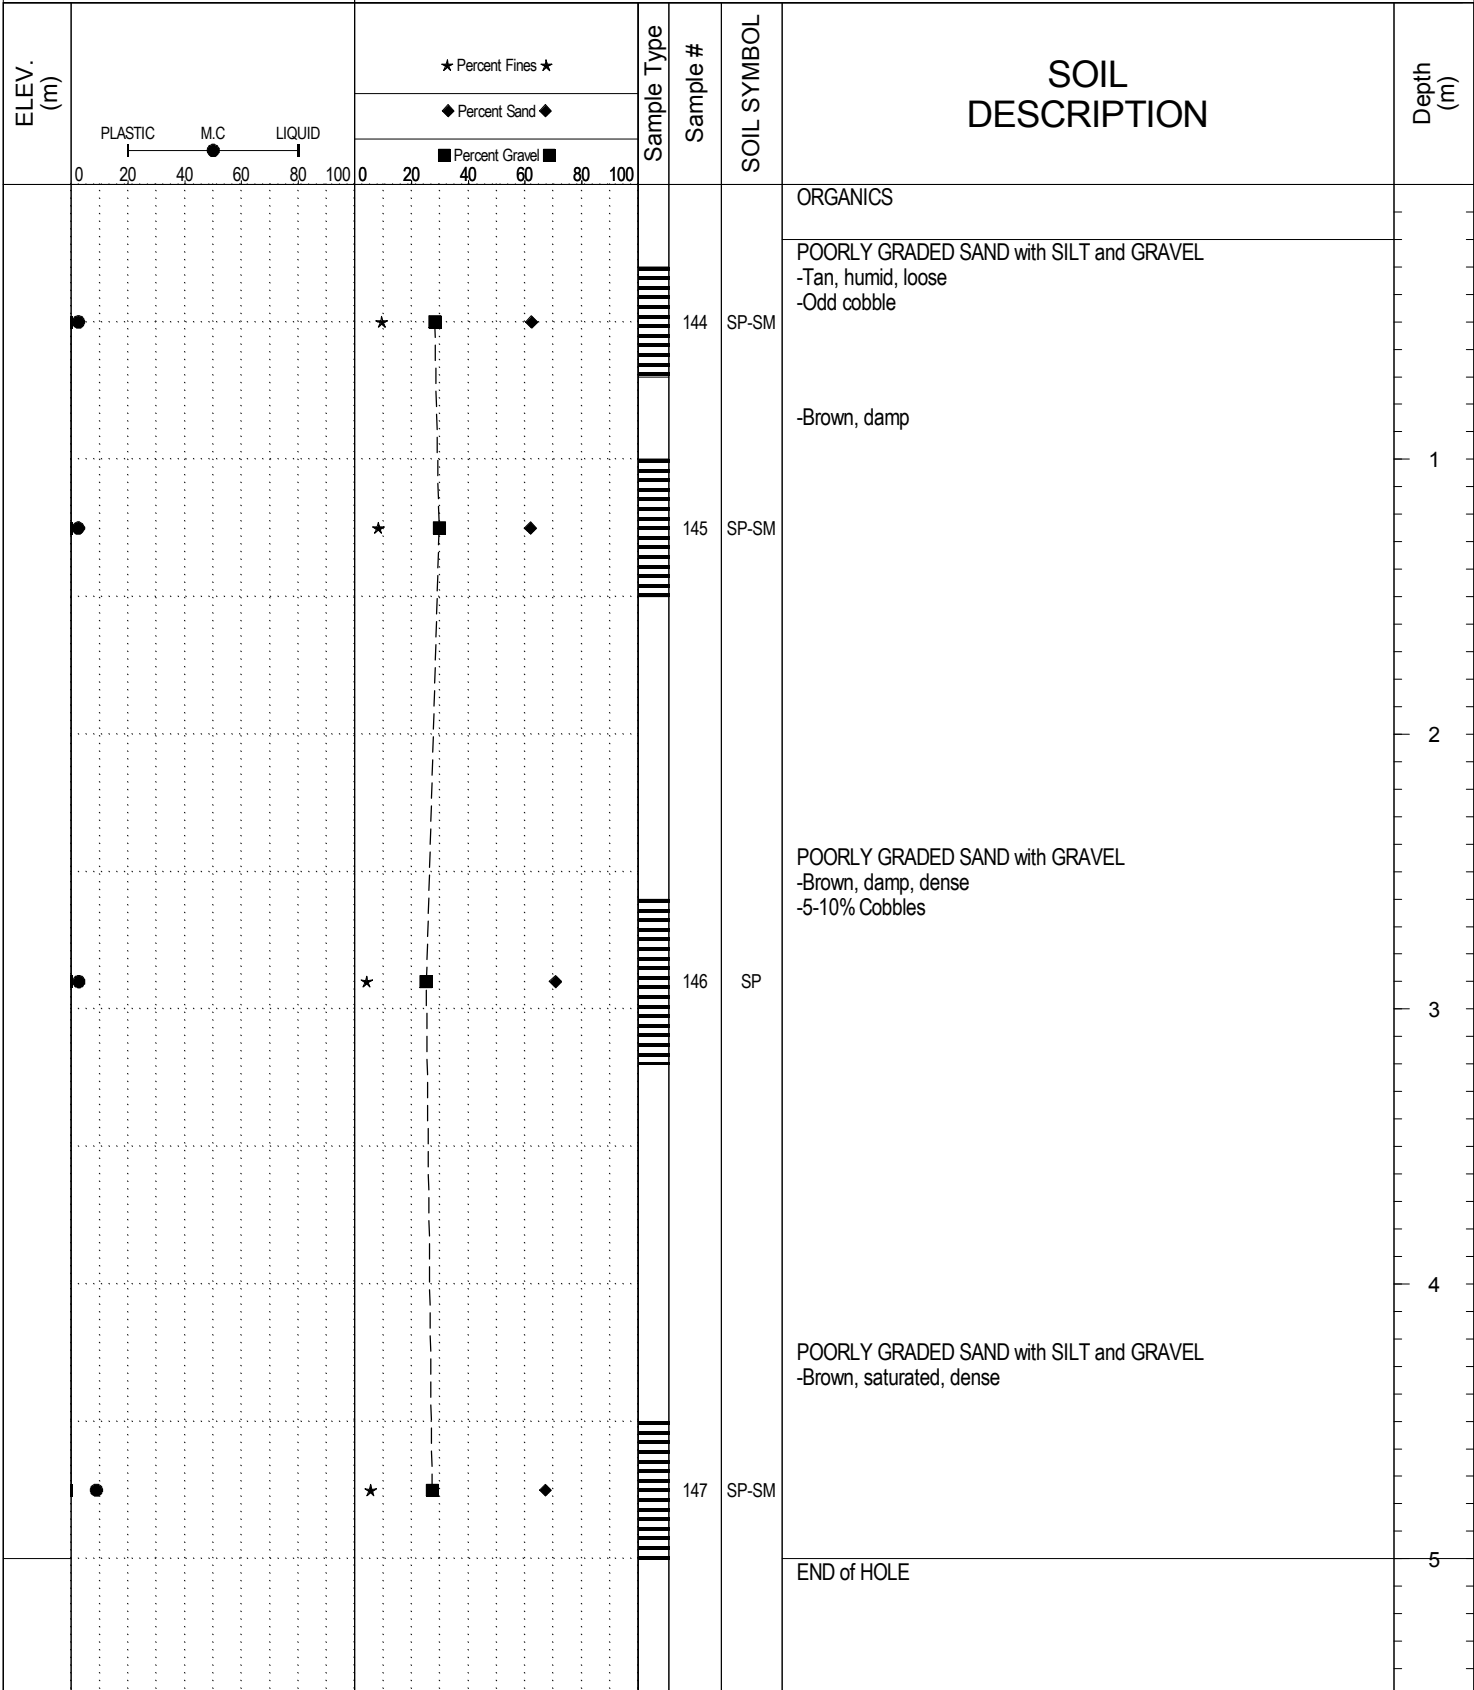 ELEV.
(m)
PLASTIC M.C LIQUID
0 20 40 60 80 100
★ Percent Fines ★
◆ Percent Sand ◆
■ Percent Gravel ■
0 20 40 60 80 100
Sample Type
Sample #
SOIL SYMBOL
SOIL
DESCRIPTION
Depth
(m)
ORGANICS
POORLY GRADED SAND with SILT and GRAVEL
-Tan, humid, loose
-Odd cobble
144 SP-SM
-Brown, damp
1
145 SP-SM
2
POORLY GRADED SAND with GRAVEL
-Brown, damp, dense
-5-10% Cobbles
146 SP
3
4
POORLY GRADED SAND with SILT and GRAVEL
-Brown, saturated, dense
147 SP-SM
5
END of HOLE